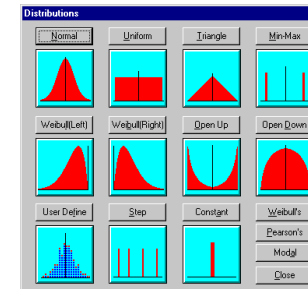 Distributions
Normal Uniform Triangle Min-Max
Weibull(Left) Weibull(Right) Open Up Open Down
User Define Step Constant Weibull's
Pearson's
Modal
Close